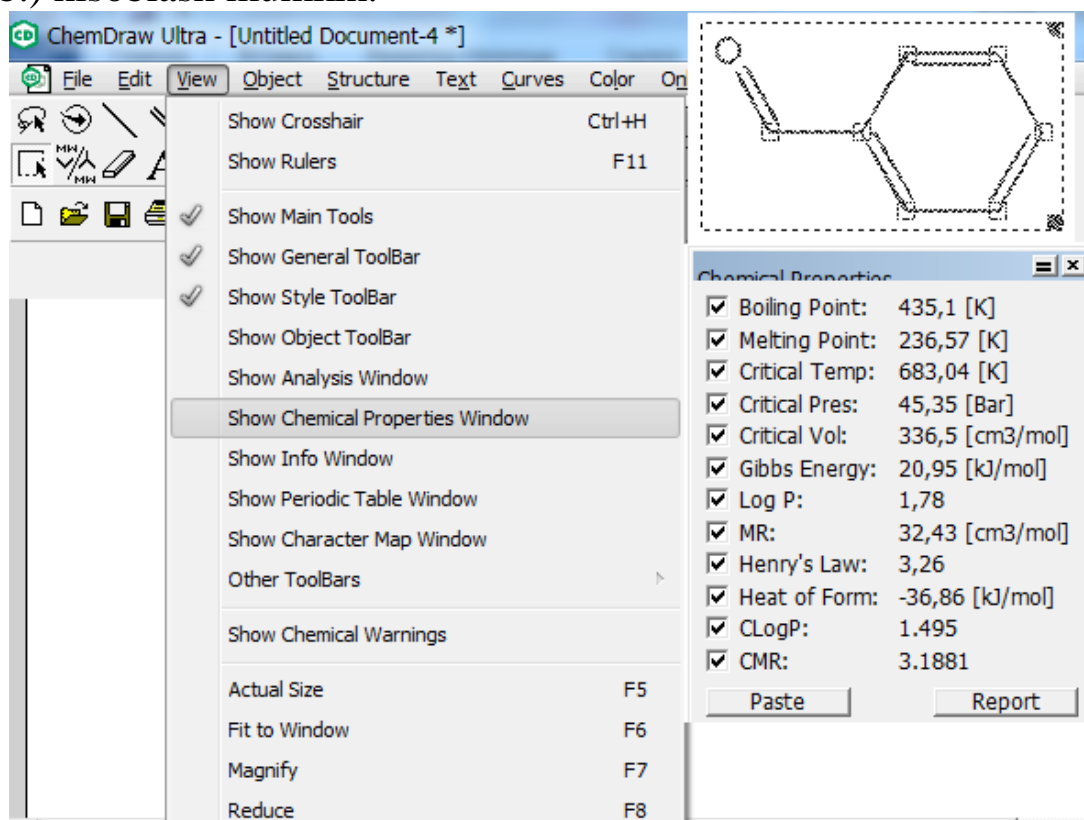 hisoblash mumkin.
ChemDraw Ultra - [Untitled Document-4 *]
File Edit View Object Structure Text Curves Color
Show Crosshair Ctrl+H
Show Rulers F11
Show Main Tools
Show General ToolBar
Show Style ToolBar
Show Object ToolBar
Show Analysis Window
Show Chemical Properties Window
Show Info Window
Show Periodic Table Window
Show Character Map Window
Other ToolBars
Show Chemical Warnings
Actual Size F5
Fit to Window F6
Magnify F7
Reduce F8
O
Chemical Properties
Boiling Point: 435,1 [K]
Melting Point: 236,57 [K]
Critical Temp: 683,04 [K]
Critical Pres: 45,35 [Bar]
Critical Vol: 336,5 [cm3/mol]
Gibbs Energy: 20,95 [kJ/mol]
Log P: 1,78
MR: 32,43 [cm3/mol]
Henry's Law: 3,26
Heat of Form: -36,86 [kJ/mol]
CLogP: 1.495
CMR: 3.1881
Paste Report